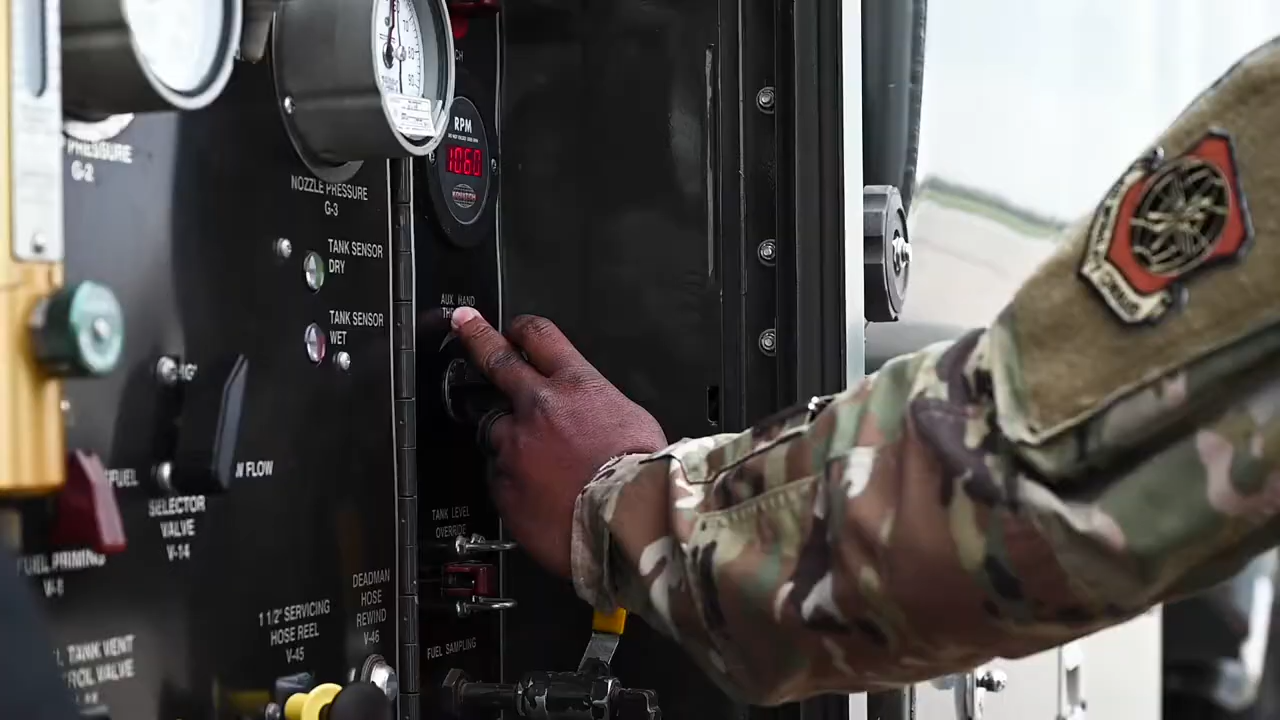 PRESSURE
G-2
NOZZLE PRESSURE
G-3
TANK SENSOR
DRY
TANK SENSOR
WET
RPM
1060
KOVATCH
AUX. HAND
TANK LEVEL
OVERRIDE
FUEL SAMPLING
FLOW
SELECTOR
VALVE
V-14
FUEL PRIMING
V-8
DEADMAN
HOSE
REWIND
V-46
1 1/2" SERVICING
HOSE REEL
V-45
TANK VENT
VALVE